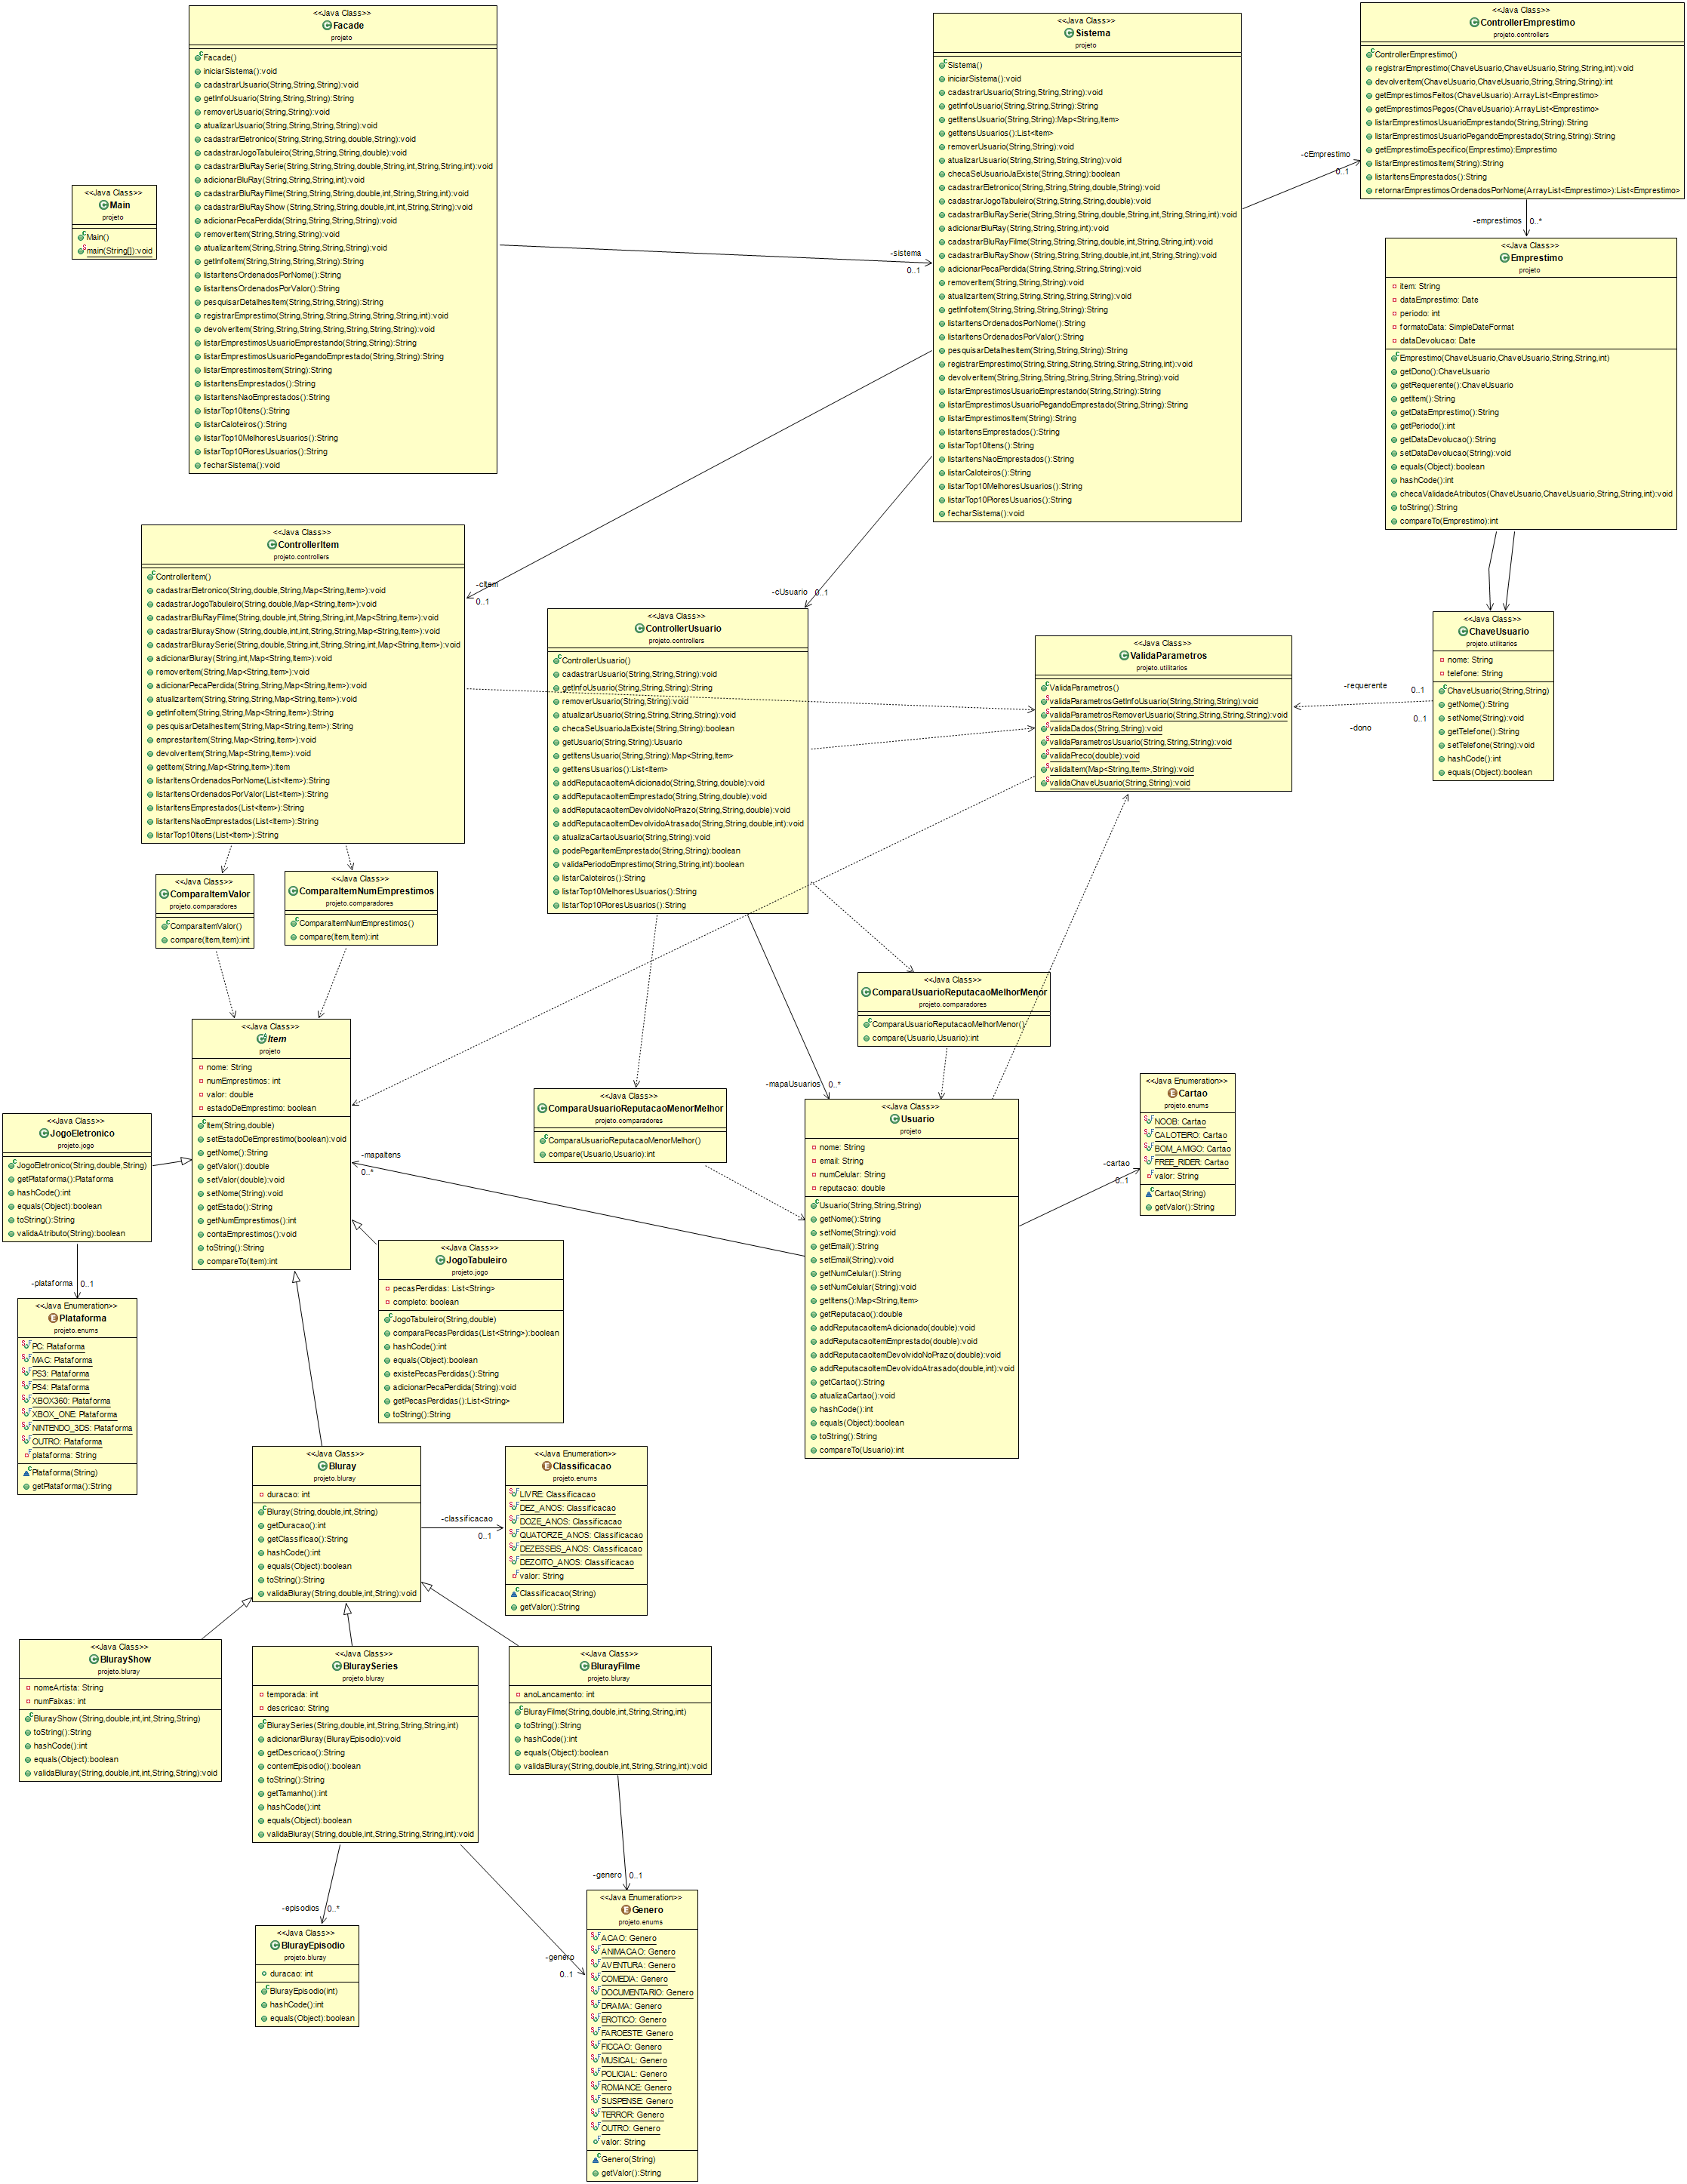 <<Java Class>>
Facade
projeto
Facade()
iniciarSistema():void
cadastrarUsuario(String,String,String):void
getInfoUsuario(String,String,String):String
removerUsuario(String,String):void
atualizarUsuario(String,String,String,String):void
cadastrarEletronico(String,String,String,double,String):void
cadastrarJogoTabuleiro(String,String,String,double):void
cadastrarBluRaySerie(String,String,String,double,String,int,String,String,int):void
adicionarBluRay(String,String,String,int):void
cadastrarBluRayFilme(String,String,String,double,int,String,String,int):void
cadastrarBluRayShow (String,String,String,double,int,int,String,String):void
adicionarPecaPerdida(String,String,String,String):void
removerItem(String,String,String):void
atualizarItem(String,String,String,String,String):void
getInfoItem(String,String,String,String):String
listarItensOrdenadosPorNome():String
listarItensOrdenadosPorValor():String
pesquisarDetalhesItem(String,String,String):String
registrarEmprestimo(String,String,String,String,String,String,int):void
devolverItem(String,String,String,String,String,String,String):void
listarEmprestimosUsuarioEmprestando(String,String):String
listarEmprestimosUsuarioPegandoEmprestado(String,String):String
listarEmprestimosItem(String):String
listarItensEmprestados():String
listarItensNaoEmprestados():String
listarTop10Itens():String
listarCaloteiros():String
listarTop10MelhoresUsuarios():String
listarTop10PioresUsuarios():String
fecharSistema():void
<<Java Class>>
Sistema
projeto
Sistema()
iniciarSistema():void
cadastrarUsuario(String,String,String):void
getInfoUsuario(String,String,String):String
getItensUsuario(String,String):Map<String,Item>
getItensUsuarios():List<Item>
removerUsuario(String,String):void
atualizarUsuario(String,String,String,String):void
checaSeUsuarioJaExiste(String,String):boolean
cadastrarEletronico(String,String,String,double,String):void
cadastrarJogoTabuleiro(String,String,String,double):void
cadastrarBluRaySerie(String,String,String,double,String,int,String,String,int):void
adicionarBluRay(String,String,String,int):void
cadastrarBluRayFilme(String,String,String,double,int,String,String,int):void
cadastrarBluRayShow (String,String,String,double,int,int,String,String):void
adicionarPecaPerdida(String,String,String,String):void
removerItem(String,String,String):void
atualizarItem(String,String,String,String,String):void
getInfoItem(String,String,String,String):String
listarItensOrdenadosPorNome():String
listarItensOrdenadosPorValor():String
pesquisarDetalhesItem(String,String,String):String
registrarEmprestimo(String,String,String,String,String,String,int):void
devolverItem(String,String,String,String,String,String,String):void
listarEmprestimosUsuarioEmprestando(String,String):String
listarEmprestimosUsuarioPegandoEmprestado(String,String):String
listarEmprestimosItem(String):String
listarItensEmprestados():String
listarTop10Itens():String
listarItensNaoEmprestados():String
listarCaloteiros():String
listarTop10MelhoresUsuarios():String
listarTop10PioresUsuarios():String
fecharSistema():void
<<Java Class>>
ControllerEmprestimo
projeto.controllers
ControllerEmprestimo()
registrarEmprestimo(ChaveUsuario,ChaveUsuario,String,String,int):void
devolverItem(ChaveUsuario,ChaveUsuario,String,String,String):int
getEmprestimosFeitos(ChaveUsuario):ArrayList<Emprestimo>
getEmprestimosPegos(ChaveUsuario):ArrayList<Emprestimo>
listarEmprestimosUsuarioEmprestando(String,String):String
listarEmprestimosUsuarioPegandoEmprestado(String,String):String
getEmprestimoEspecifico(Emprestimo):Emprestimo
listarEmprestimosItem(String):String
listarItensEmprestados():String
retornarEmprestimosOrdenadosPorNome(ArrayList<Emprestimo>):List<Emprestimo>
-cEmprestimo
0..1
-emprestimos 0..*
-sistema
0..1
<<Java Class>>
Main
projeto
Main()
main(String[]):void
<<Java Class>>
Emprestimo
projeto
item: String
dataEmprestimo: Date
periodo: int
formatoData: SimpleDateFormat
dataDevolucao: Date
Emprestimo(ChaveUsuario,ChaveUsuario,String,String,int)
getDono():ChaveUsuario
getRequerente():ChaveUsuario
getItem():String
getDataEmprestimo():String
getPeriodo():int
getDataDevolucao():String
setDataDevolucao(String):void
equals(Object):boolean
hashCode():int
checaValidadeAtributos(ChaveUsuario,ChaveUsuario,String,String,int):void
toString():String
compareTo(Emprestimo):int
<<Java Class>>
ControllerItem
projeto.controllers
ControllerItem()
cadastrarEletronico(String,double,String,Map<String,Item>):void
cadastrarJogoTabuleiro(String,double,Map<String,Item>):void
cadastrarBluRayFilme(String,double,int,String,String,int,Map<String,Item>):void
cadastrarBlurayShow (String,double,int,int,String,String,Map<String,Item>):void
cadastrarBluraySerie(String,double,String,int,String,String,int,Map<String,Item>):void
adicionarBluray(String,int,Map<String,Item>):void
removerItem(String,Map<String,Item>):void
adicionarPecaPerdida(String,String,Map<String,Item>):void
atualizarItem(String,String,String,Map<String,Item>):void
getInfoItem(String,String,Map<String,Item>):String
pesquisarDetalhesItem(String,Map<String,Item>):String
emprestarItem(String,Map<String,Item>):void
devolverItem(String,Map<String,Item>):void
getItem(String,Map<String,Item>):Item
listarItensOrdenadosPorNome(List<Item>):String
listarItensOrdenadosPorValor(List<Item>):String
listarItensEmprestados(List<Item>):String
listarItensNaoEmprestados(List<Item>):String
listarTop10Itens(List<Item>):String
-cItem
0..1
-cUsuario 0..1
<<Java Class>>
ControllerUsuario
projeto.controllers
ControllerUsuario()
cadastrarUsuario(String,String,String):void
getInfoUsuario(String,String,String):String
removerUsuario(String,String):void
atualizarUsuario(String,String,String,String):void
checaSeUsuarioJaExiste(String,String):boolean
getUsuario(String,String):Usuario
getItensUsuario(String,String):Map<String,Item>
getItensUsuarios():List<Item>
addReputacaoItemAdicionado(String,String,double):void
addReputacaoItemEmprestado(String,String,double):void
addReputacaoItemDevolvidoNoPrazo(String,String,double):void
addReputacaoItemDevolvidoAtrasado(String,String,double,int):void
atualizaCartaoUsuario(String,String):void
podePegarItemEmprestado(String,String):boolean
validaPeriodoEmprestimo(String,String,int):boolean
listarCaloteiros():String
listarTop10MelhoresUsuarios():String
listarTop10PioresUsuarios():String
<<Java Class>>
ValidaParametros
projeto.utilitarios
ValidaParametros()
validaParametrosGetInfoUsuario(String,String,String):void
validaParametrosRemoverUsuario(String,String,String,String):void
validaDados(String,String):void
validaParametrosUsuario(String,String,String):void
validaPreco(double):void
validaItem(Map<String,Item>,String):void
validaChaveUsuario(String,String):void
-requerente 0..1
0..1
-dono
<<Java Class>>
ChaveUsuario
projeto.utilitarios
nome: String
telefone: String
ChaveUsuario(String,String)
getNome():String
setNome(String):void
getTelefone():String
setTelefone(String):void
hashCode():int
equals(Object):boolean
<<Java Class>>
ComparaItemValor
projeto.comparadores
ComparaItemValor()
compare(Item,Item):int
<<Java Class>>
ComparaItemNumEmprestimos
projeto.comparadores
ComparaItemNumEmprestimos()
compare(Item,Item):int
<<Java Class>>
ComparaUsuarioReputacaoMelhorMenor
projeto.comparadores
ComparaUsuarioReputacaoMelhorMenor()
compare(Usuario,Usuario):int
<<Java Class>>
Item
projeto
nome: String
numEmprestimos: int
valor: double
estadoDeEmprestimo: boolean
Item(String,double)
setEstadoDeEmprestimo(boolean):void
getNome():String
getValor():double
setValor(double):void
setNome(String):void
getEstado():String
getNumEmprestimos():int
contaEmprestimos():void
toString():String
compareTo(Item):int
<<Java Class>>
ComparaUsuarioReputacaoMenorMelhor
projeto.comparadores
ComparaUsuarioReputacaoMenorMelhor()
compare(Usuario,Usuario):int
-mapaUsuarios 0..*
-mapaItens
0..*
<<Java Class>>
Usuario
projeto
nome: String
email: String
numCelular: String
reputacao: double
Usuario(String,String,String)
getNome():String
setNome(String):void
getEmail():String
setEmail(String):void
getNumCelular():String
setNumCelular(String):void
getItens():Map<String,Item>
getReputacao():double
addReputacaoItemAdicionado(double):void
addReputacaoItemEmprestado(double):void
addReputacaoItemDevolvidoNoPrazo(double):void
addReputacaoItemDevolvidoAtrasado(double,int):void
getCartao():String
atualizaCartao():void
hashCode():int
equals(Object):boolean
toString():String
compareTo(Usuario):int
-cartao
0..1
<<Java Enumeration>>
Cartao
projeto.enums
NOOB: Cartao
CALOTEIRO: Cartao
BOM_AMIGO: Cartao
FREE_RIDER: Cartao
valor: String
Cartao(String)
getValor():String
<<Java Class>>
JogoEletronico
projeto.jogo
JogoEletronico(String,double,String)
getPlataforma():Plataforma
hashCode():int
equals(Object):boolean
toString():String
validaAtributo(String):boolean
-plataforma 0..1
<<Java Enumeration>>
Plataforma
projeto.enums
PC: Plataforma
MAC: Plataforma
PS3: Plataforma
PS4: Plataforma
XBOX360: Plataforma
XBOX_ONE: Plataforma
NINTENDO_3DS: Plataforma
OUTRO: Plataforma
plataforma: String
Plataforma(String)
getPlataforma():String
<<Java Class>>
JogoTabuleiro
projeto.jogo
pecasPerdidas: List<String>
completo: boolean
JogoTabuleiro(String,double)
comparaPecasPerdidas(List<String>):boolean
hashCode():int
equals(Object):boolean
existePecasPerdidas():String
adicionarPecaPerdida(String):void
getPecasPerdidas():List<String>
toString():String
<<Java Class>>
Bluray
projeto.bluray
duracao: int
Bluray(String,double,int,String)
getDuracao():int
getClassificao():String
hashCode():int
equals(Object):boolean
toString():String
validaBluray(String,double,int,String):void
-classificacao
0..1
<<Java Enumeration>>
Classificacao
projeto.enums
LIVRE: Classificacao
DEZ_ANOS: Classificacao
DOZE_ANOS: Classificacao
QUATORZE_ANOS: Classificacao
DEZESSEIS_ANOS: Classificacao
DEZOITO_ANOS: Classificacao
valor: String
Classificacao(String)
getValor():String
<<Java Class>>
BlurayShow
projeto.bluray
nomeArtista: String
numFaixas: int
BlurayShow (String,double,int,int,String,String)
toString():String
hashCode():int
equals(Object):boolean
validaBluray(String,double,int,int,String,String):void
<<Java Class>>
BluraySeries
projeto.bluray
temporada: int
descricao: String
BluraySeries(String,double,int,String,String,String,int)
adicionarBluray(BlurayEpisodio):void
getDescricao():String
contemEpisodio():boolean
toString():String
getTamanho():int
hashCode():int
equals(Object):boolean
validaBluray(String,double,int,String,String,String,int):void
<<Java Class>>
BlurayFilme
projeto.bluray
anoLancamento: int
BlurayFilme(String,double,int,String,String,int)
toString():String
hashCode():int
equals(Object):boolean
validaBluray(String,double,int,String,String,int):void
-episodios 0..*
-genero 0..1
-genero
0..1
<<Java Class>>
BlurayEpisodio
projeto.bluray
duracao: int
BlurayEpisodio(int)
hashCode():int
equals(Object):boolean
<<Java Enumeration>>
Genero
projeto.enums
ACAO: Genero
ANIMACAO: Genero
AVENTURA: Genero
COMEDIA: Genero
DOCUMENTARIO: Genero
DRAMA: Genero
EROTICO: Genero
FAROESTE: Genero
FICCAO: Genero
MUSICAL: Genero
POLICIAL: Genero
ROMANCE: Genero
SUSPENSE: Genero
TERROR: Genero
OUTRO: Genero
valor: String
Genero(String)
getValor():String